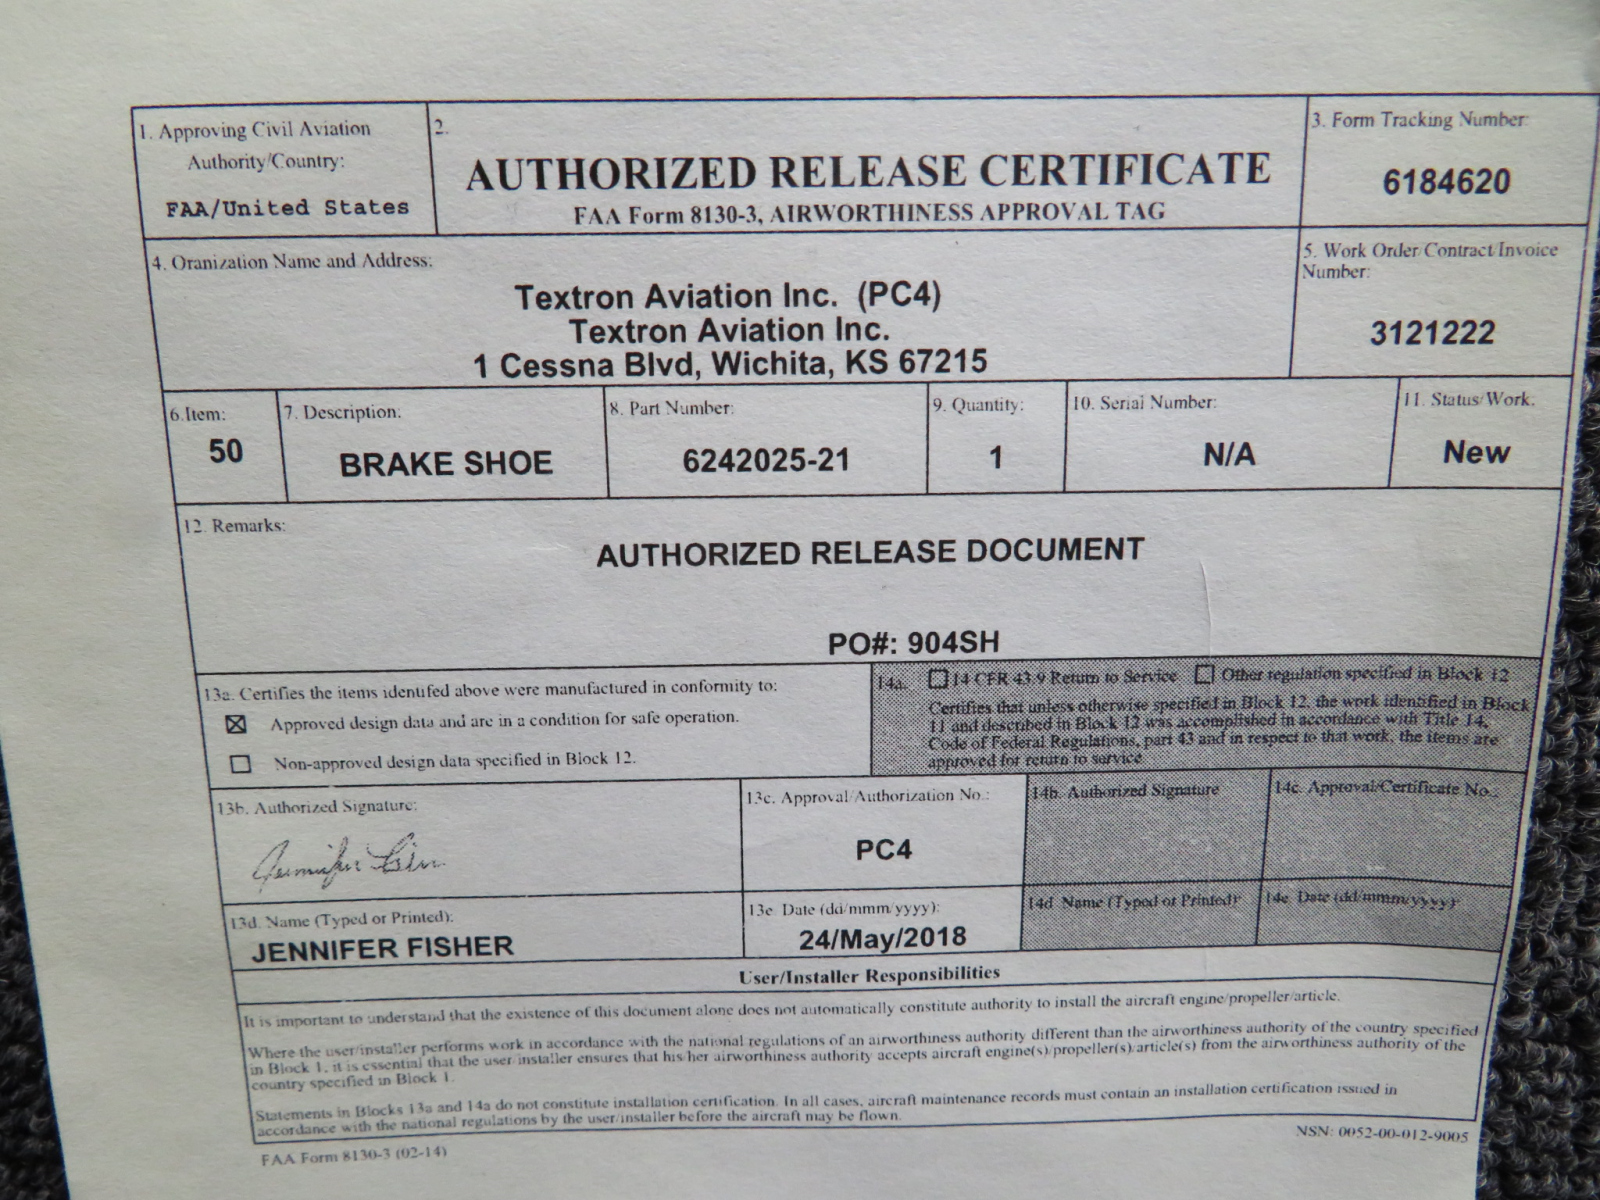 1. Approving Civil Aviation
Authority/Country:
FAA/United States
2.
AUTHORIZED RELEASE CERTIFICATE
FAA Form 8130-3, AIRWORTHINESS APPROVAL TAG
3. Form Tracking Number:
6184620
4. Oranization Name and Address:
Textron Aviation Inc. (PC4)
Textron Aviation Inc.
1 Cessna Blvd, Wichita, KS 67215
5. Work Order/Contract/Invoice
Number:
3121222
6.Item:
50
7. Description:
BRAKE SHOE
8. Part Number:
6242025-21
9. Quantity:
1
10. Serial Number:
N/A
11. Status/Work:
New
12. Remarks:
AUTHORIZED RELEASE DOCUMENT
PO#: 904SH
13a. Certifies the items identifed above were manufactured in conformity to:
Approved design data and are in a condition for safe operation.
Non-approved design data specified in Block 12.
14a. 14 CFR 43.9 Return to Service Other regulation specified in Block 12
Certifies that unless otherwise specified in Block 12, the work identified in Block
11 and described in Block 12 was accomplished in accordance with Title 14,
Code of Federal Regulations, part 43 and in respect to that work, the items are
approved for return to service
13b. Authorized Signature:
Jennifer
13c. Approval/Authorization No.:
PC4
14b. Authorized Signature
14c. Approval/Certificate No.:
13d. Name (Typed or Printed):
JENNIFER FISHER
13e Date (dd/mmm/yyyy):
24/May/2018
14d Name (Typed or Printed)
14e Date (dd/mmm/yyyy)
User/Installer Responsibilities
It is important to understand that the existence of this document alone does not automatically constitute authority to install the aircraft engine/propeller/article.
Where the user/installer performs work in accordance with the national regulations of an airworthiness authority different than the airworthiness authority of the country specified
in Block 1, it is essential that the user/installer ensures that his/her airworthiness authority accepts aircraft engine(s)/propeller(s)/article(s) from the airworthiness authority of the
country specified in Block 1.
Statements in Blocks 13a and 14a do not constitute installation certification. In all cases, aircraft maintenance records must contain an installation certification issued in
accordance with the national regulations by the user/installer before the aircraft may be flown.
FAA Form 8130-3 (02-14)
NSN: 0052-00-012-9005